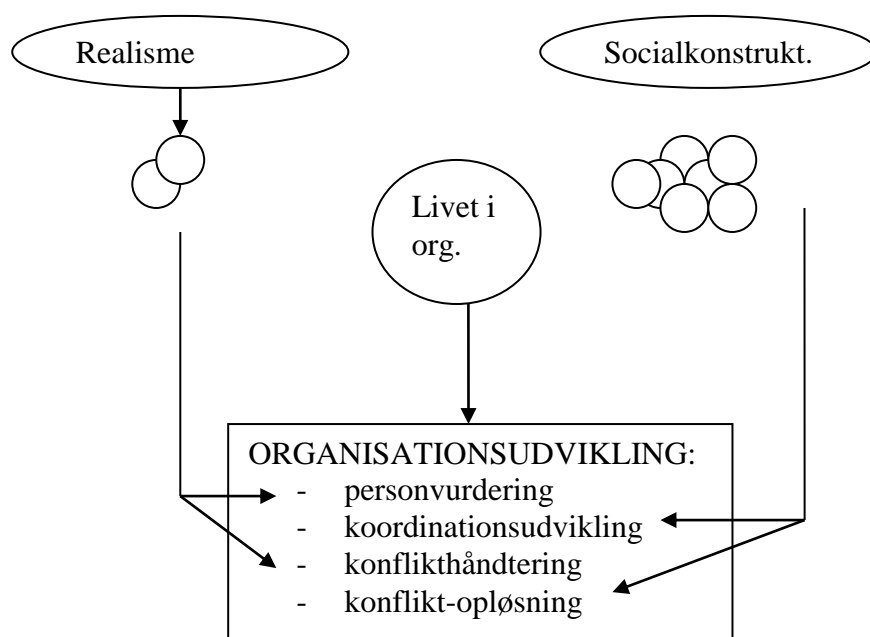 Realisme
Socialkonstrukt.
Livet i
org.
ORGANISATIONSUDVIKLING:
- personvurdering
- koordinationsudvikling
- konflikthåndtering
- konflikt-opløsning